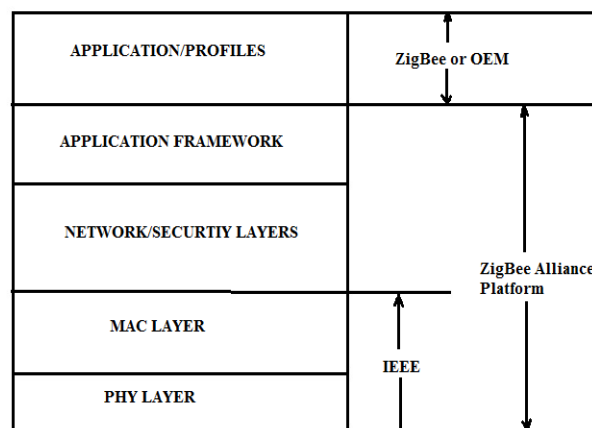 APPLICATION/PROFILES
ZigBee or OEM
APPLICATION FRAMEWORK
NETWORK/SECURTIY LAYERS
ZigBee Alliance
Platform
MAC LAYER
IEEE
PHY LAYER